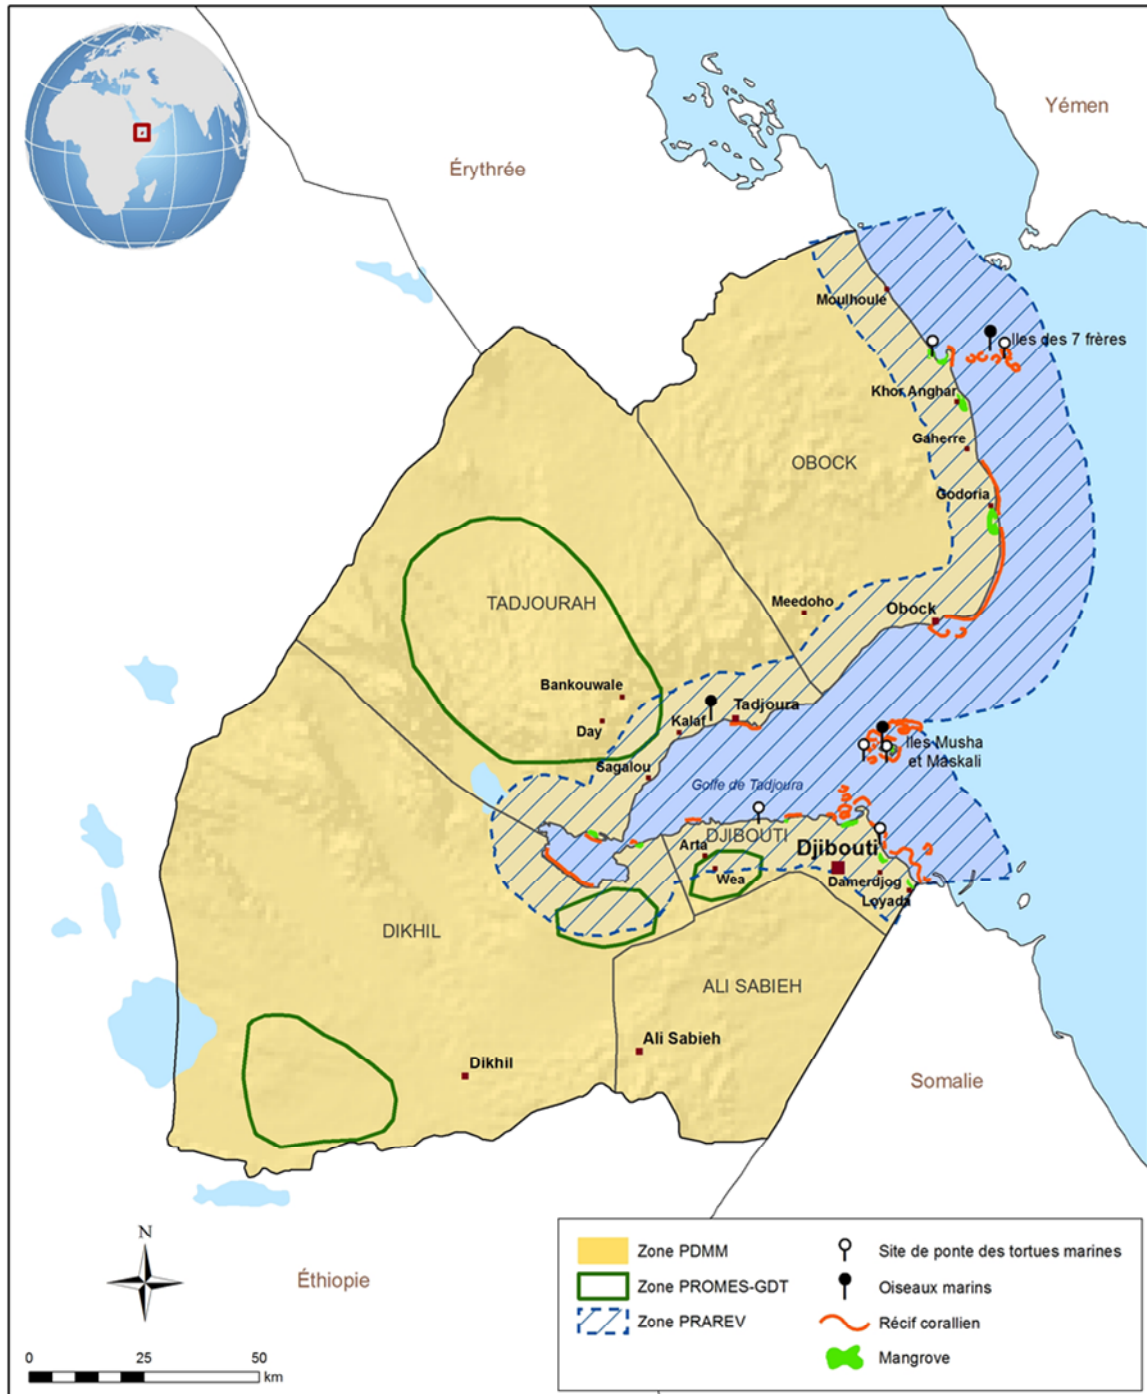 Yémen
Érythrée
Moulhoule
Iles des 7 frères
Khor Anghar
Gaherre
OBOCK
Godoria
TADJOURAH
Meedoho
Obock
Bankouwale
Tadjoura
Day
Kalaf
Iles Musha
et Maskali
Sagalou
Golfe de Tadjoura
DJIBOUTI
Arta
Djibouti
Wea
Damerdjog
Loyada
DIKHIL
ALI SABIEH
Ali Sabieh
Dikhil
Somalie
Éthiopie
N
0 25 50
km
Zone PDMM
Zone PROMES-GDT
Zone PRAREV
Site de ponte des tortues marines
Oiseaux marins
Récif corallien
Mangrove